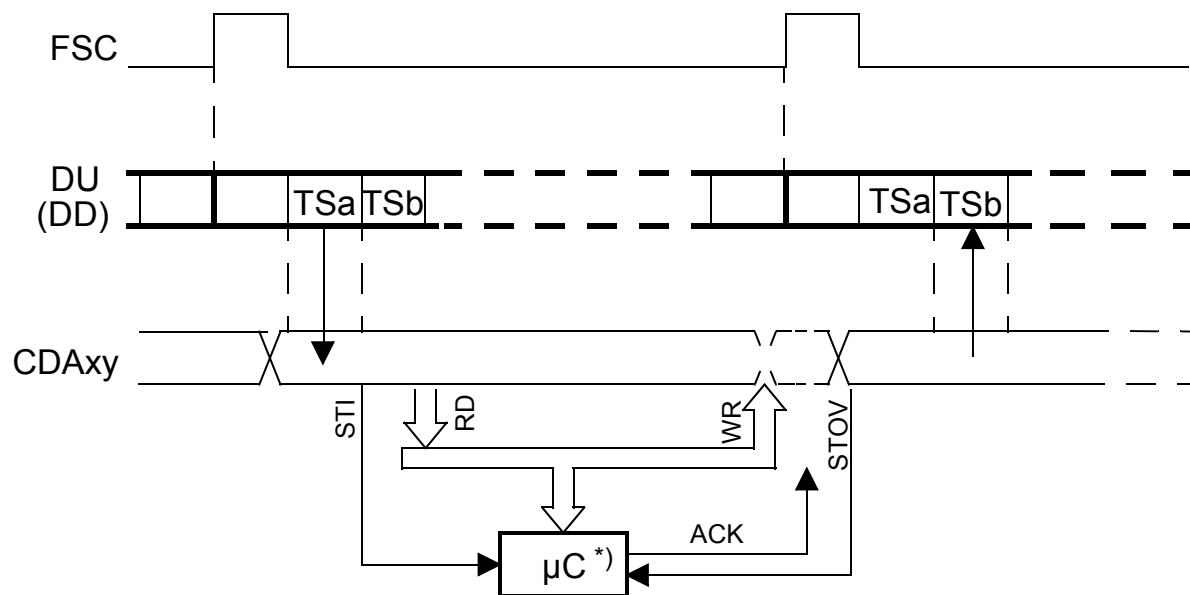 FSC
DU
(DD)
TSa
TSb
TSa
TSb
CDAxy
STI
RD
WR
STOV
ACK
µC *)